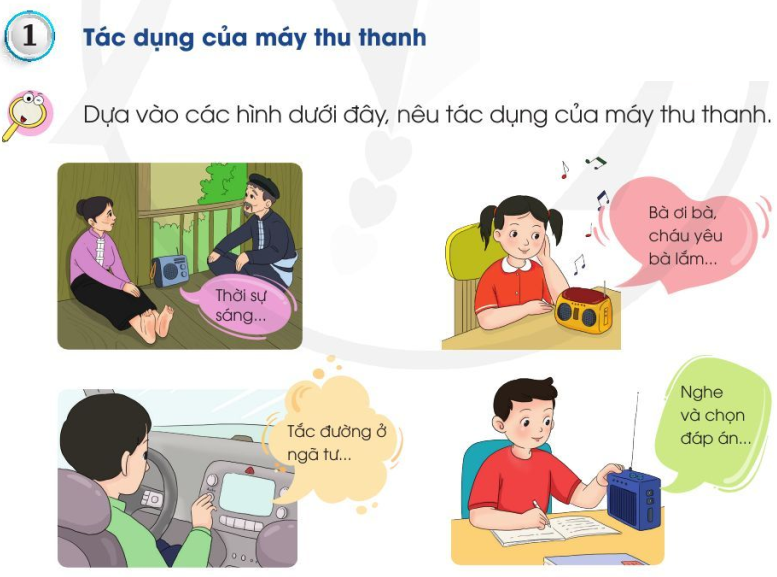 1 Tác dụng của máy thu thanh
Dựa vào các hình dưới đây, nêu tác dụng của máy thu thanh.
Thời sự
sáng...
Bà ơi bà,
cháu yêu
bà lắm...
Tắc đường ở
ngã tư...
Nghe
và chọn
đáp án...